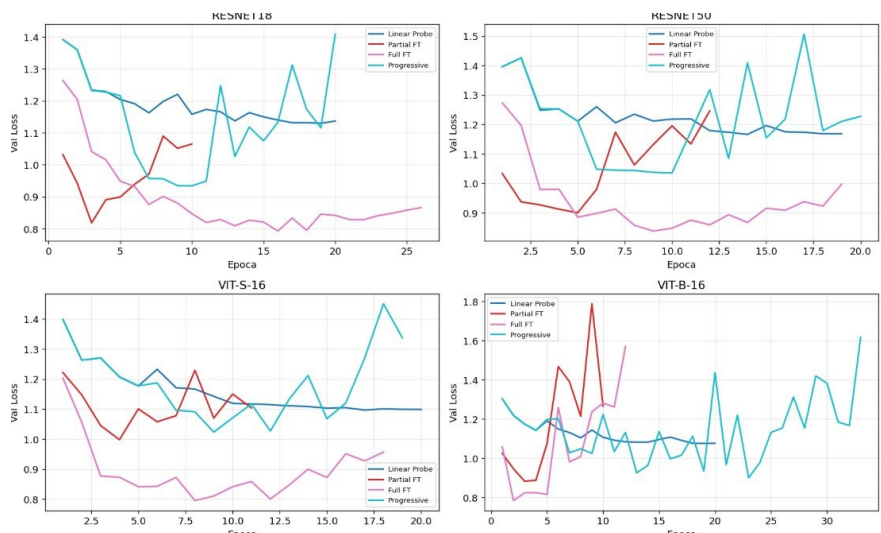 RESNET18
1.4
1.3
1.2
1.1
1.0
0.9
0.8
Val Loss
0
5
10
15
20
25
Epoca
Linear Probe
Partial FT
Full FT
Progressive
RESNET50
1.5
1.4
1.3
1.2
1.1
1.0
0.9
Val Loss
2.5
5.0
7.5
10.0
12.5
15.0
17.5
20.0
Epoca
Linear Probe
Partial FT
Full FT
Progressive
VIT-S-16
1.4
1.3
1.2
1.1
1.0
0.9
0.8
Val Loss
2.5
5.0
7.5
10.0
12.5
15.0
17.5
20.0
Epoca
Linear Probe
Partial FT
Full FT
Progressive
VIT-B-16
1.8
1.6
1.4
1.2
1.0
0.8
Val Loss
0
5
10
15
20
25
30
Epoca
Linear Probe
Partial FT
Full FT
Progressive